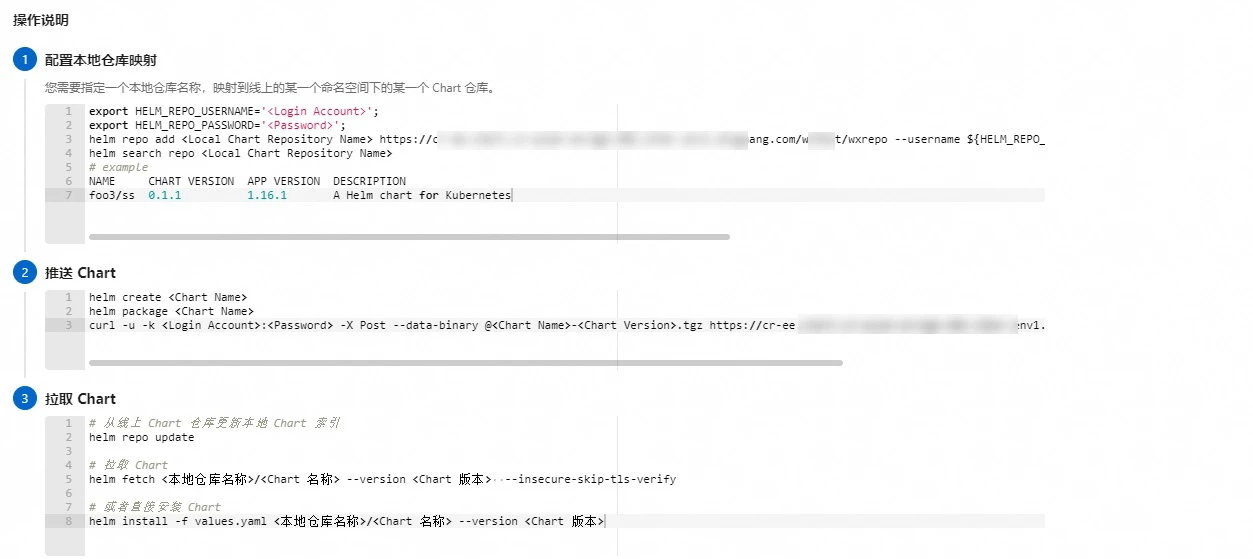 操作说明
1 配置本地仓库映射
您需要指定一个本地仓库名称，映射到线上的某一个命名空间下的某一个 Chart 仓库。
1 export HELM_REPO_USERNAME='<Login Account>';
2 export HELM_REPO_PASSWORD='<Password>';
3 helm repo add <Local Chart Repository Name> https://c ang.com/w t/wxrepo --username ${HELM_REPO_
4 helm search repo <Local Chart Repository Name>
5 # example
6 NAME CHART VERSION APP VERSION DESCRIPTION
7 foo3/ss 0.1.1 1.16.1 A Helm chart for Kubernetes
2 推送 Chart
1 helm create <Chart Name>
2 helm package <Chart Name>
3 curl -u -k <Login Account>:<Password> -X Post --data-binary @<Chart Name>-<Chart Version>.tgz https://cr-ee env1.
3 拉取 Chart
1 # 从线上 Chart 仓库更新本地 Chart 索引
2 helm repo update
3
4 # 拉取 Chart
5 helm fetch <本地仓库名称>/<Chart 名称> --version <Chart 版本> --insecure-skip-tls-verify
6
7 # 或者直接安装 Chart
8 helm install -f values.yaml <本地仓库名称>/<Chart 名称> --version <Chart 版本>